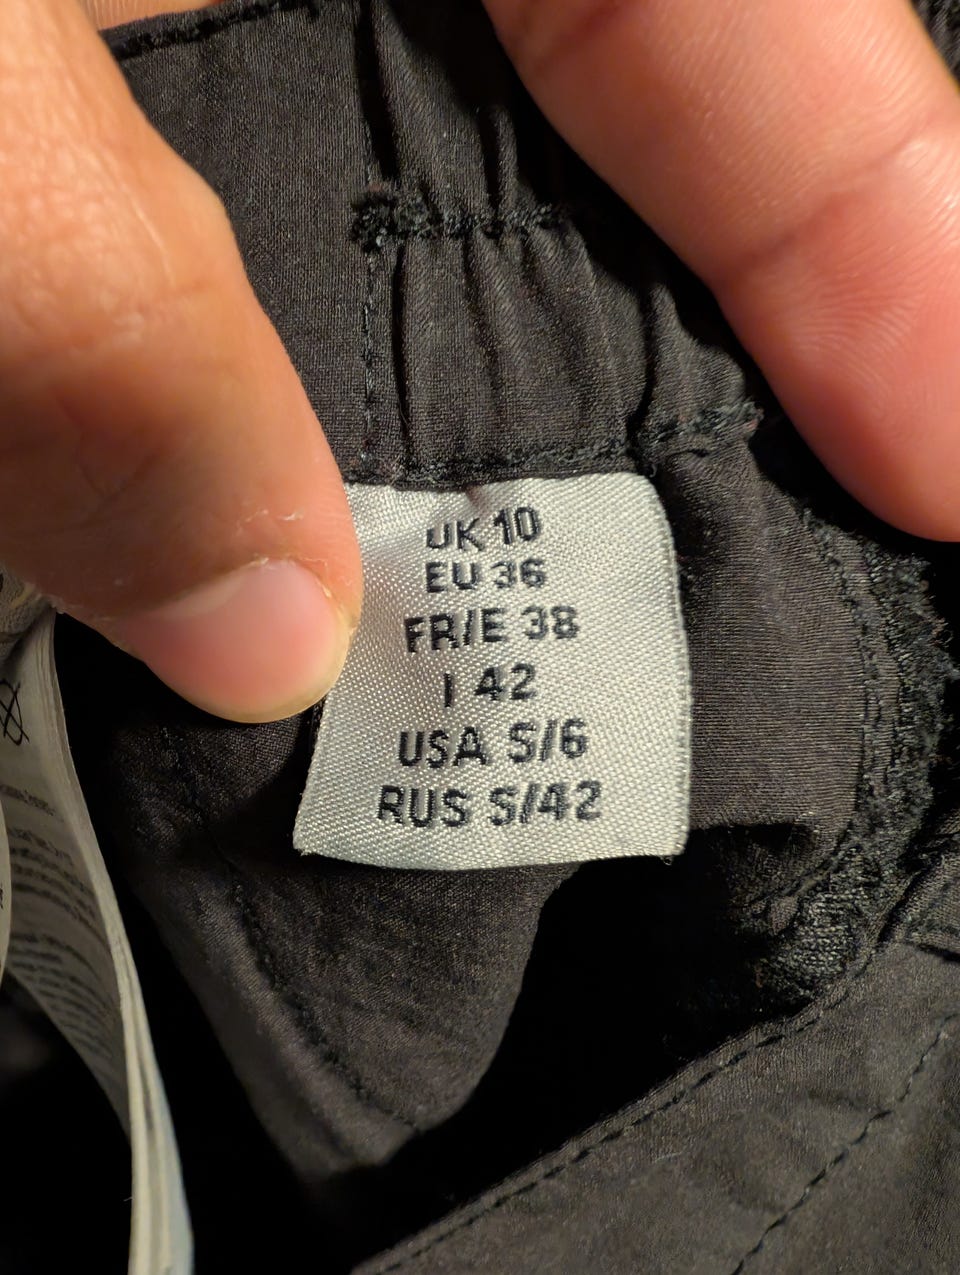 UK 10
EU 36
FR/E 38
I 42
USA S/6
RUS S/42